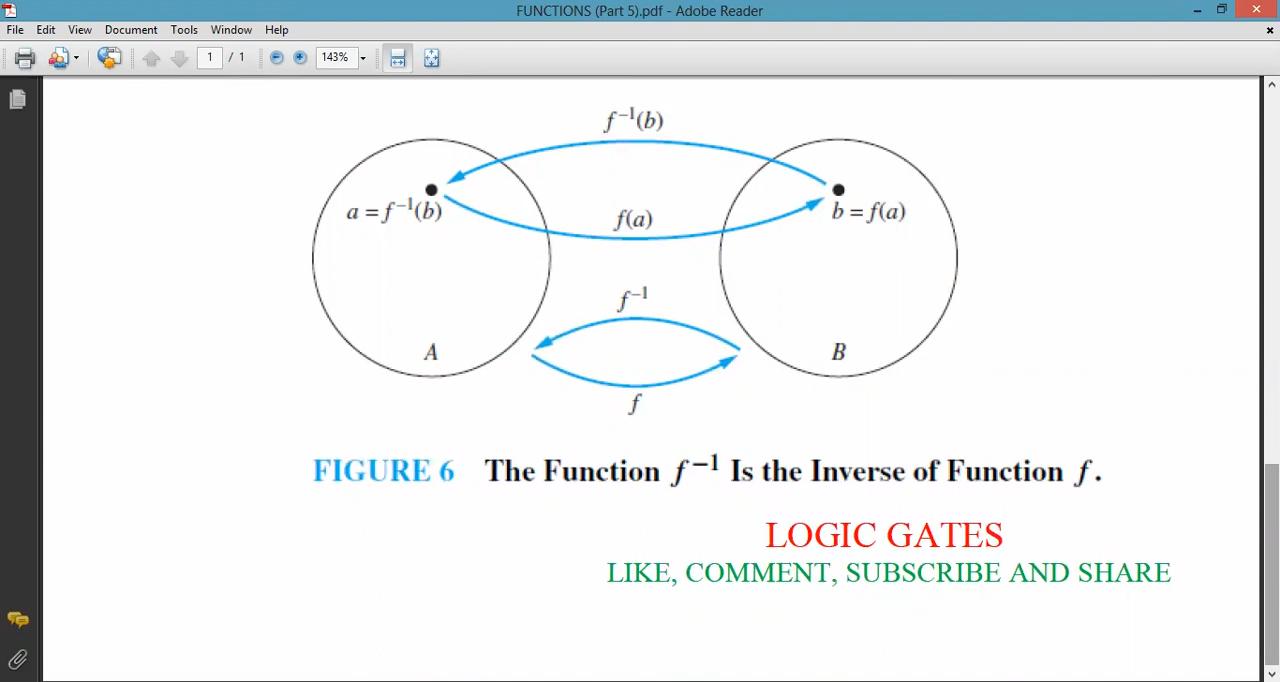 FUNCTIONS (Part 5).pdf - Adobe Reader
File Edit View Document Tools Window Help
1 / 1 143%
f⁻¹(b)
a = f⁻¹(b)
b = f(a)
f(a)
f⁻¹
A
B
f
FIGURE 6 The Function f⁻¹ Is the Inverse of Function f.
LOGIC GATES
LIKE, COMMENT, SUBSCRIBE AND SHARE